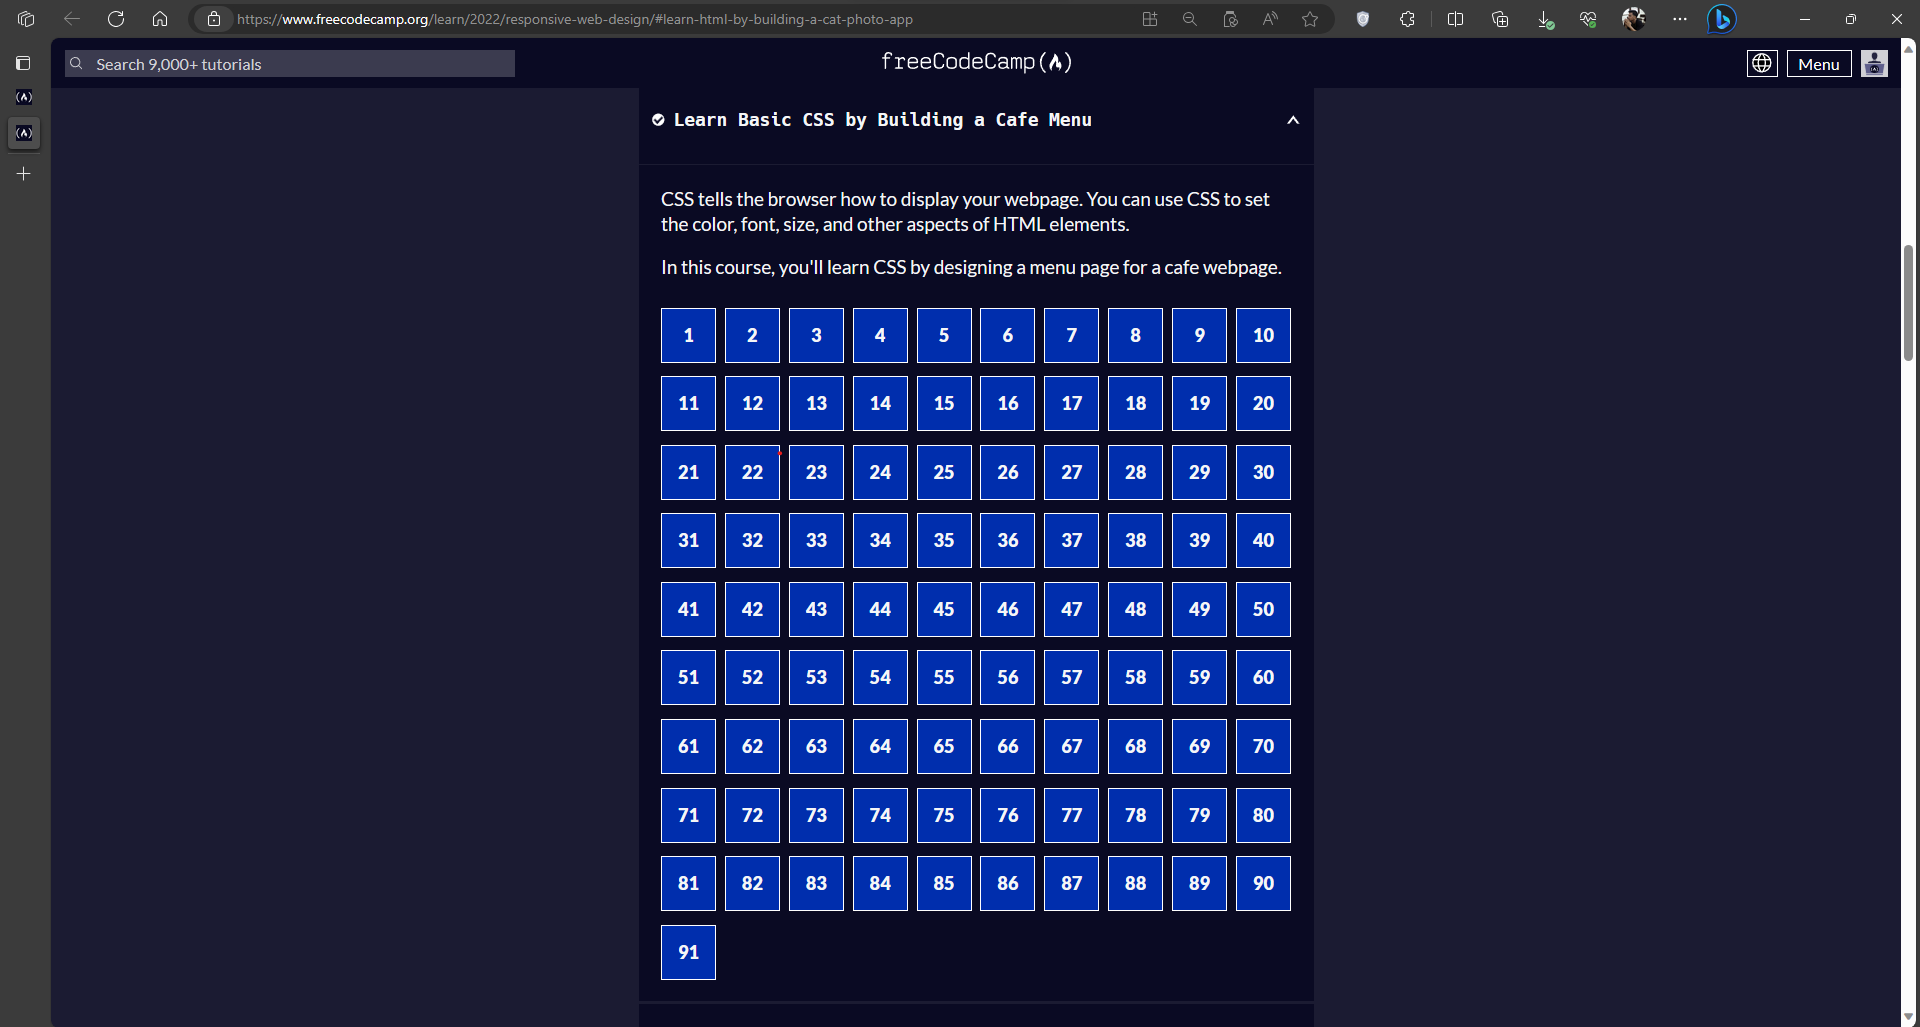 https://www.freecodecamp.org/learn/2022/responsive-web-design/#learn-html-by-building-a-cat-photo-app
Search 9,000+ tutorials
freeCodeCamp
Menu
Learn Basic CSS by Building a Cafe Menu
CSS tells the browser how to display your webpage. You can use CSS to set
the color, font, size, and other aspects of HTML elements.
In this course, you'll learn CSS by designing a menu page for a cafe webpage.
1 2 3 4 5 6 7 8 9 10
11 12 13 14 15 16 17 18 19 20
21 22 23 24 25 26 27 28 29 30
31 32 33 34 35 36 37 38 39 40
41 42 43 44 45 46 47 48 49 50
51 52 53 54 55 56 57 58 59 60
61 62 63 64 65 66 67 68 69 70
71 72 73 74 75 76 77 78 79 80
81 82 83 84 85 86 87 88 89 90
91